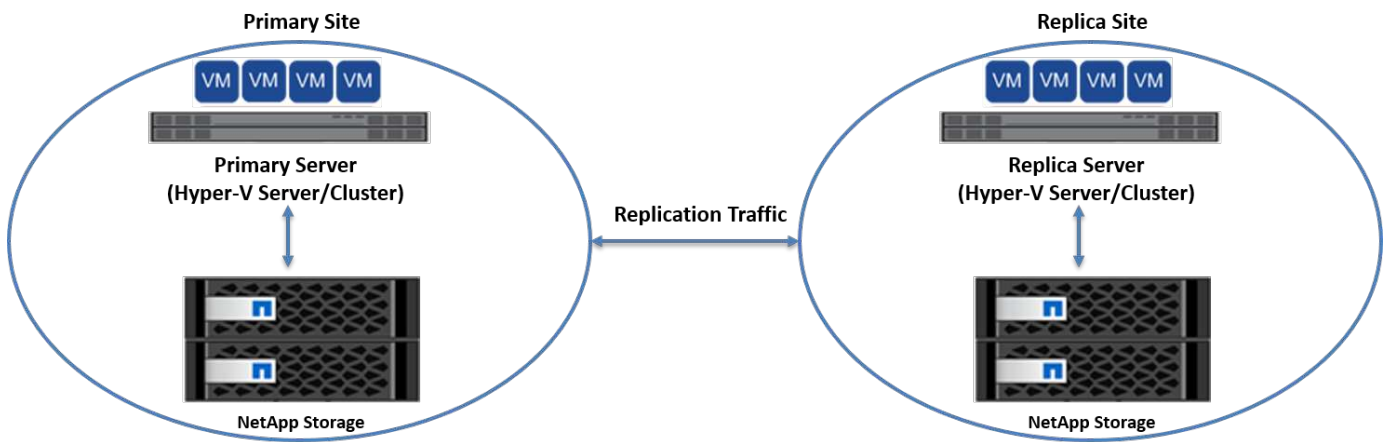 Primary Site
VM VM VM VM
Primary Server
(Hyper-V Server/Cluster)
NetApp Storage
Replication Traffic
Replica Site
VM VM VM VM
Replica Server
(Hyper-V Server/Cluster)
NetApp Storage